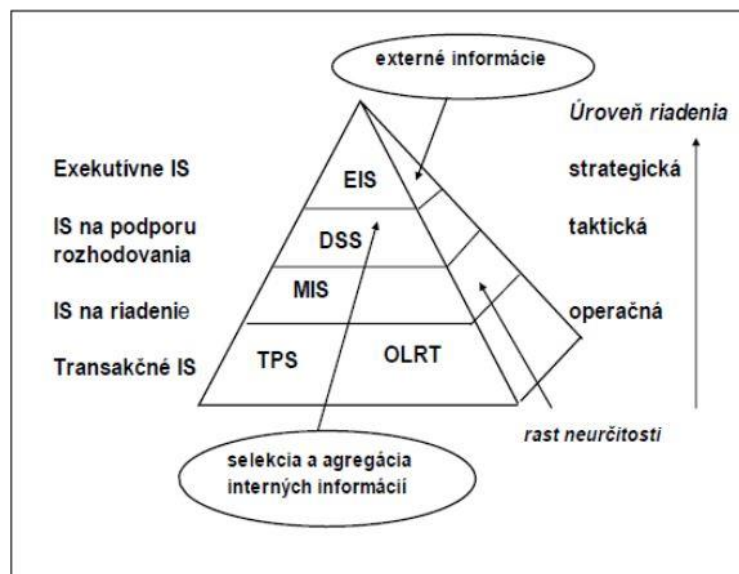 externé informácie
Úroveň riadenia
Exekutívne IS
EIS
strategická
IS na podporu
rozhodovania
DSS
taktická
MIS
IS na riadenie
operačná
Transakčné IS
TPS
OLRT
rast neurčitosti
selekcia a agregácia
interných informácií